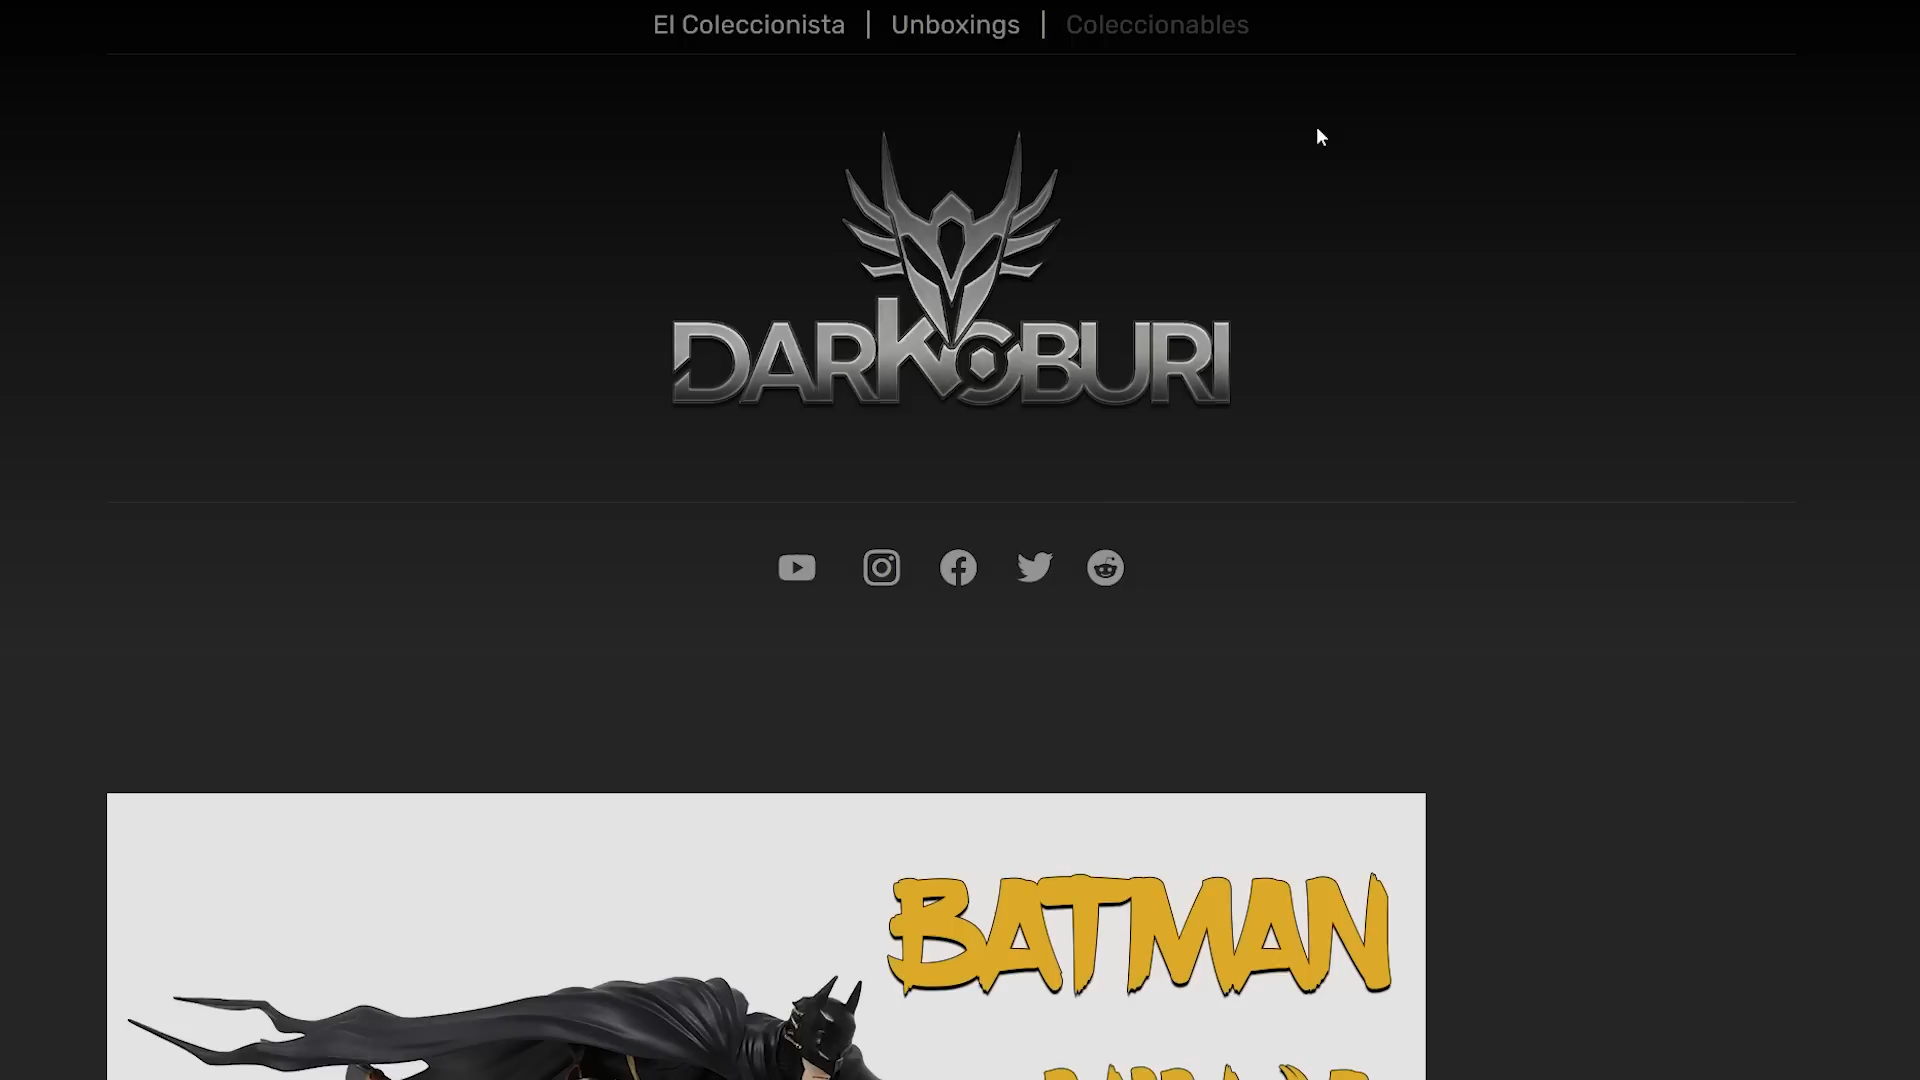 El Coleccionista | Unboxings | Coleccionables
DARKOBURI
BATMAN